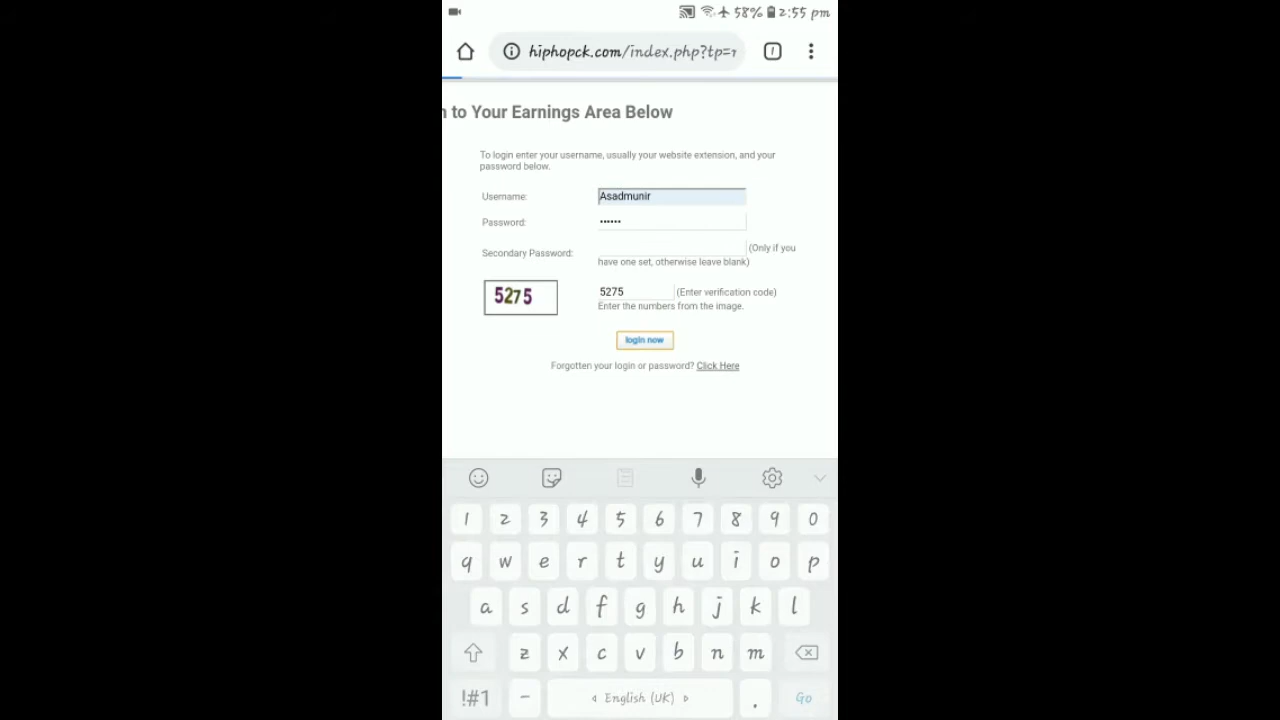 58% 2:55 pm
hiphopck.com/index.php?tp=r
1
n to Your Earnings Area Below
To login enter your username, usually your website extension, and your
password below.
Username: Asadmunir
Password: ••••••
Secondary Password: (Only if you
have one set, otherwise leave blank)
5275 5275 (Enter verification code)
Enter the numbers from the image.
login now
Forgotten your login or password? Click Here
1 2 3 4 5 6 7 8 9 0
q w e r t y u i o p
a s d f g h j k l
z x c v b n m
!#1 - English (UK) . Go